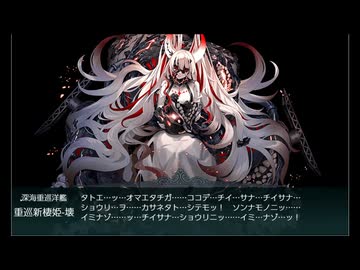 深海重巡洋艦
重巡新棲姫-壊
タトエ…ッ…オマエタチガ……ココデ…チイ…サナ…チイサナ…
ショウリ…ヲ……カサネタト…シテモッ！　ソンナモノニッ……
イミナゾ……ッ…チイサナ…ショウリニッ……イミ…ナゾ…ッ！